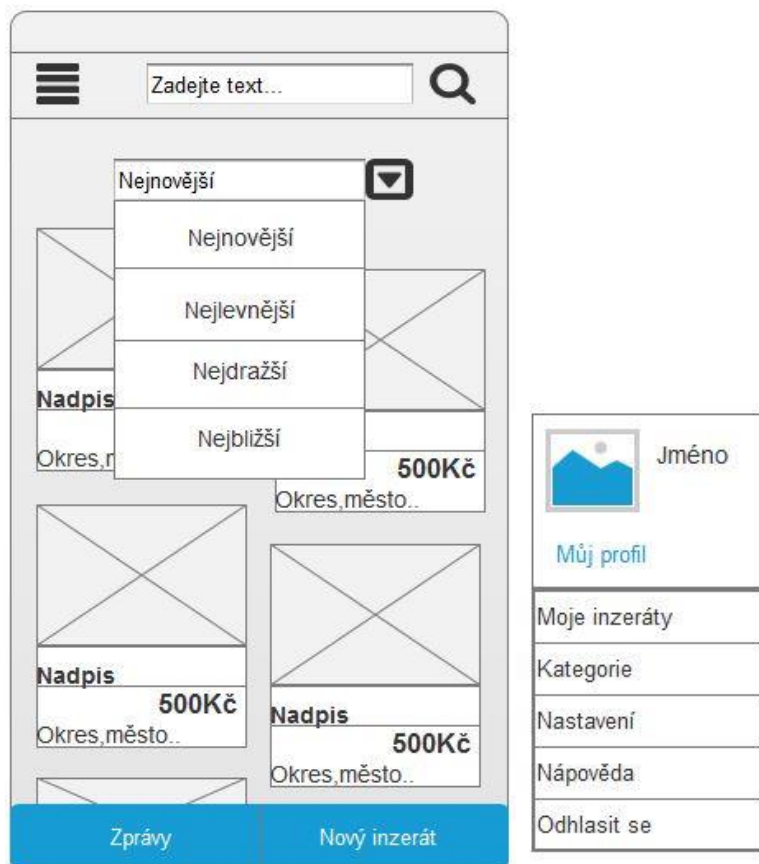 Zadejte text...
Nejnovější
Nejnovější
Nejlevnější
Nejdražší
Nejbližší
Nadpis
Okres,
500Kč
Okres,město..
Nadpis
500Kč
Okres,město..
Nadpis
500Kč
Okres,město..
Zprávy
Nový inzerát
Jméno
Můj profil
Moje inzeráty
Kategorie
Nastavení
Nápověda
Odhlasit se